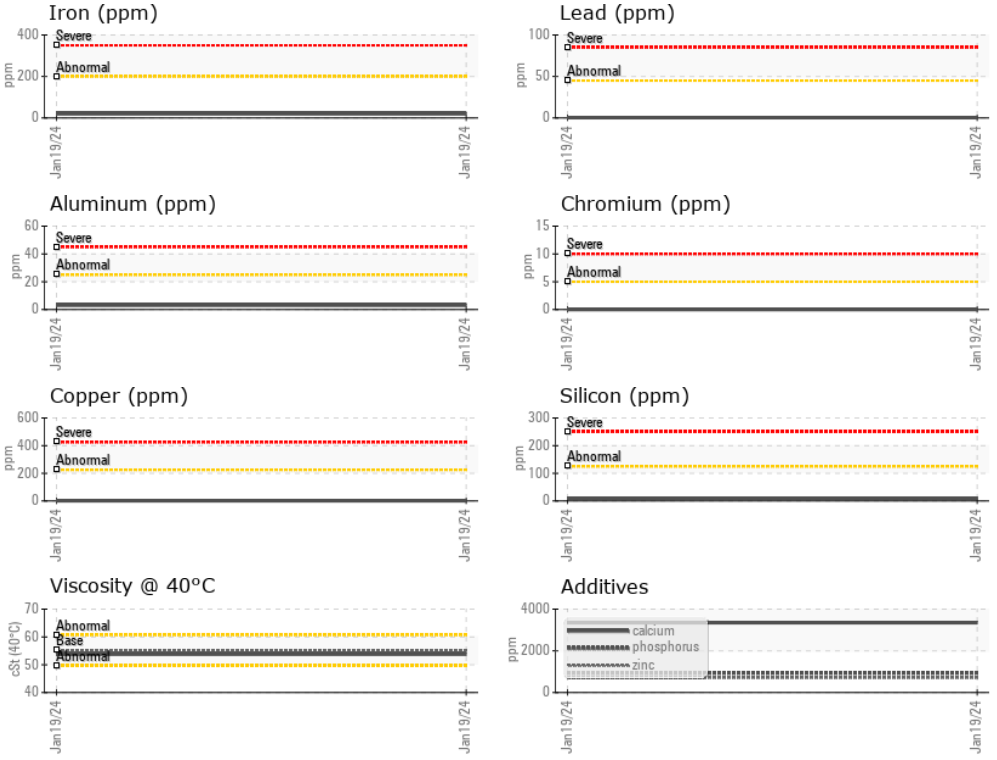 Iron (ppm)
400
200
0
ppm
Severe
Abnormal
Jan19/24
Jan19/24
Lead (ppm)
100
50
0
ppm
Severe
Abnormal
Jan19/24
Jan19/24
Aluminum (ppm)
60
40
20
0
ppm
Severe
Abnormal
Jan19/24
Jan19/24
Chromium (ppm)
15
10
5
0
ppm
Severe
Abnormal
Jan19/24
Jan19/24
Copper (ppm)
600
400
200
0
ppm
Severe
Abnormal
Jan19/24
Jan19/24
Silicon (ppm)
300
200
100
0
ppm
Severe
Abnormal
Jan19/24
Jan19/24
Viscosity @ 40°C
70
60
50
40
cSt (40°C)
Abnormal
Base
Abnormal
Jan19/24
Jan19/24
Additives
4000
2000
0
ppm
calcium
phosphorus
zinc
Jan19/24
Jan19/24